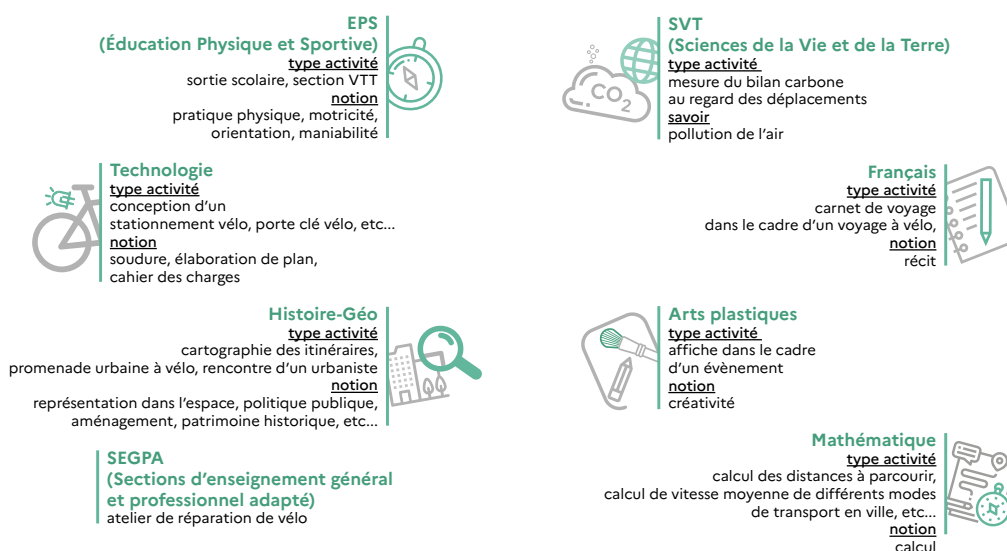 EPS
(Éducation Physique et Sportive)
type activité
sortie scolaire, section VTT
notion
pratique physique, motricité,
orientation, maniabilité
SVT
(Sciences de la Vie et de la Terre)
type activité
mesure du bilan carbone
au regard des déplacements
savoir
pollution de l'air
CO2
Technologie
type activité
conception d'un
stationnement vélo, porte clé vélo, etc...
notion
soudure, élaboration de plan,
cahier des charges
Français
type activité
carnet de voyage
dans le cadre d'un voyage à vélo,
notion
récit
Histoire-Géo
type activité
cartographie des itinéraires,
promenade urbaine à vélo, rencontre d'un urbaniste
notion
représentation dans l'espace, politique publique,
aménagement, patrimoine historique, etc...
Arts plastiques
type activité
affiche dans le cadre
d'un évènement
notion
créativité
SEGPA
(Sections d'enseignement général
et professionnel adapté)
atelier de réparation de vélo
Mathématique
type activité
calcul des distances à parcourir,
calcul de vitesse moyenne de différents modes
de transport en ville, etc...
notion
calcul